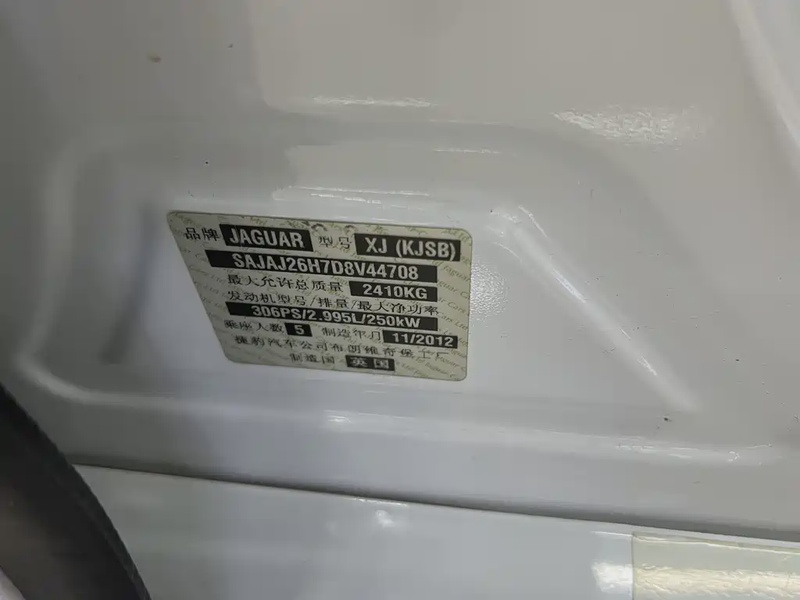 品牌 JAGUAR 型号 XJ (KJSB)
SAJAJ26H7D8V44708
最大允许总质量 2410KG
发动机型号/排量/最大净功率
306PS/2.995L/250kW
乘座人数 5 制造年月 11/2012
捷豹汽车公司布朗维奇堡工厂
制造国 英国